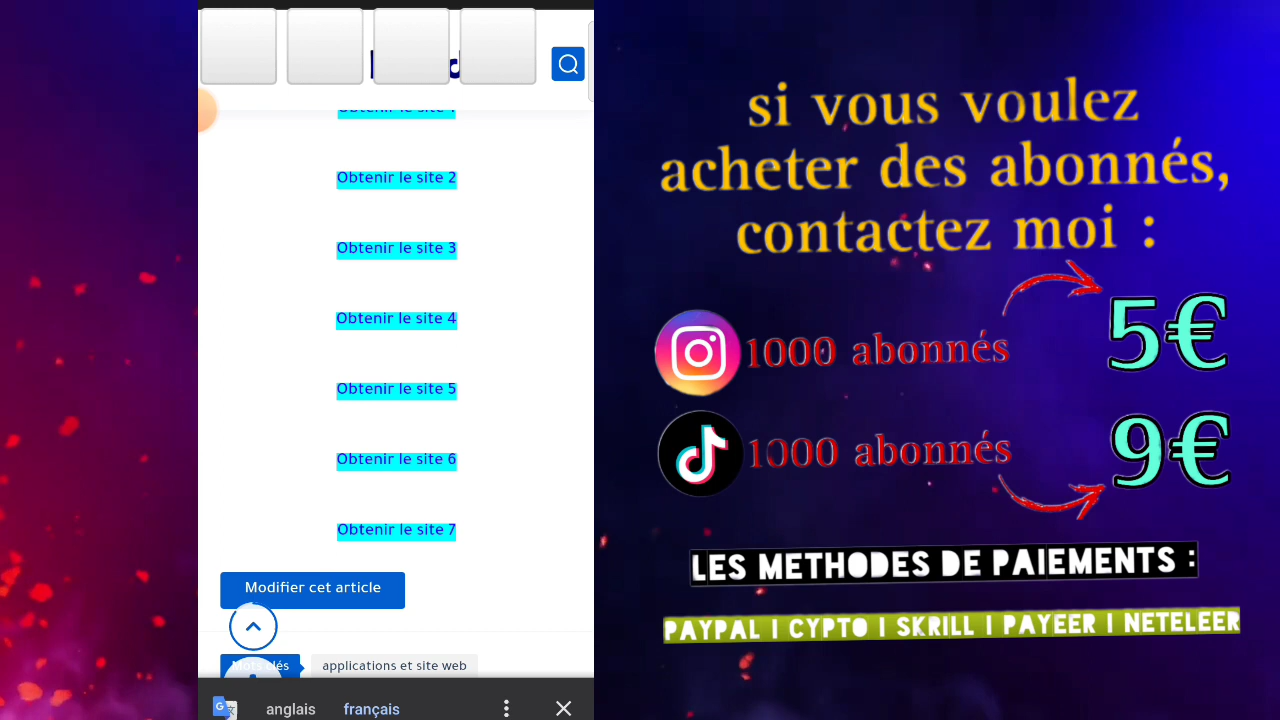 Obtenir le site 2
Obtenir le site 3
Obtenir le site 4
Obtenir le site 5
Obtenir le site 6
Obtenir le site 7
Modifier cet article
Mots clés
applications et site web
anglais
français
si vous voulez
acheter des abonnés,
contactez moi :
1000 abonnés
5€
1000 abonnés
9€
LES METHODES DE PAIEMENTS :
PAYPAL | CYPTO | SKRILL | PAYEER | NETELEER